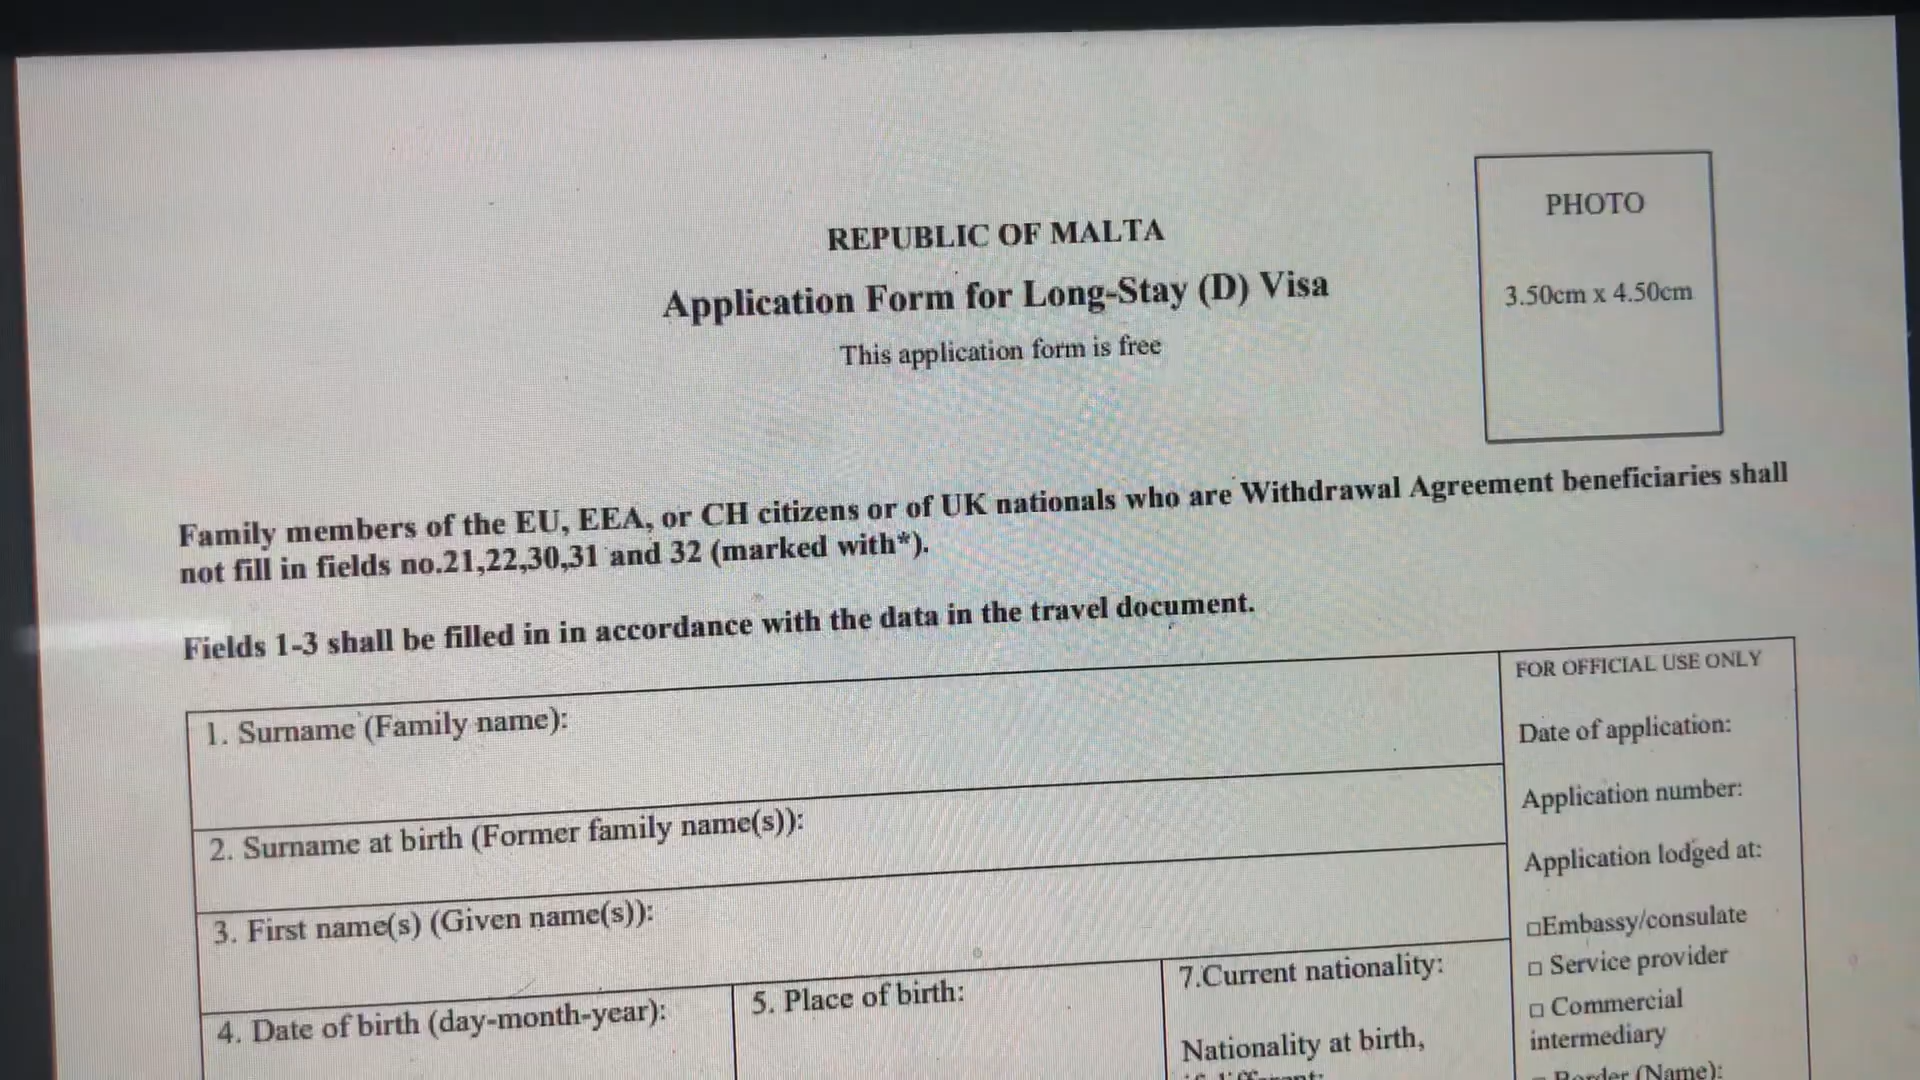 PHOTO
3.50cm x 4.50cm
REPUBLIC OF MALTA
Application Form for Long-Stay (D) Visa
This application form is free
Family members of the EU, EEA, or CH citizens or of UK nationals who are Withdrawal Agreement beneficiaries shall
not fill in fields no.21,22,30,31 and 32 (marked with*).
Fields 1-3 shall be filled in in accordance with the data in the travel document.
1. Surname (Family name):
2. Surname at birth (Former family name(s)):
3. First name(s) (Given name(s)):
4. Date of birth (day-month-year):
5. Place of birth:
7.Current nationality:
Nationality at birth,
FOR OFFICIAL USE ONLY
Date of application:
Application number:
Application lodged at:
□Embassy/consulate
□ Service provider
□ Commercial
intermediary
Border (Name):